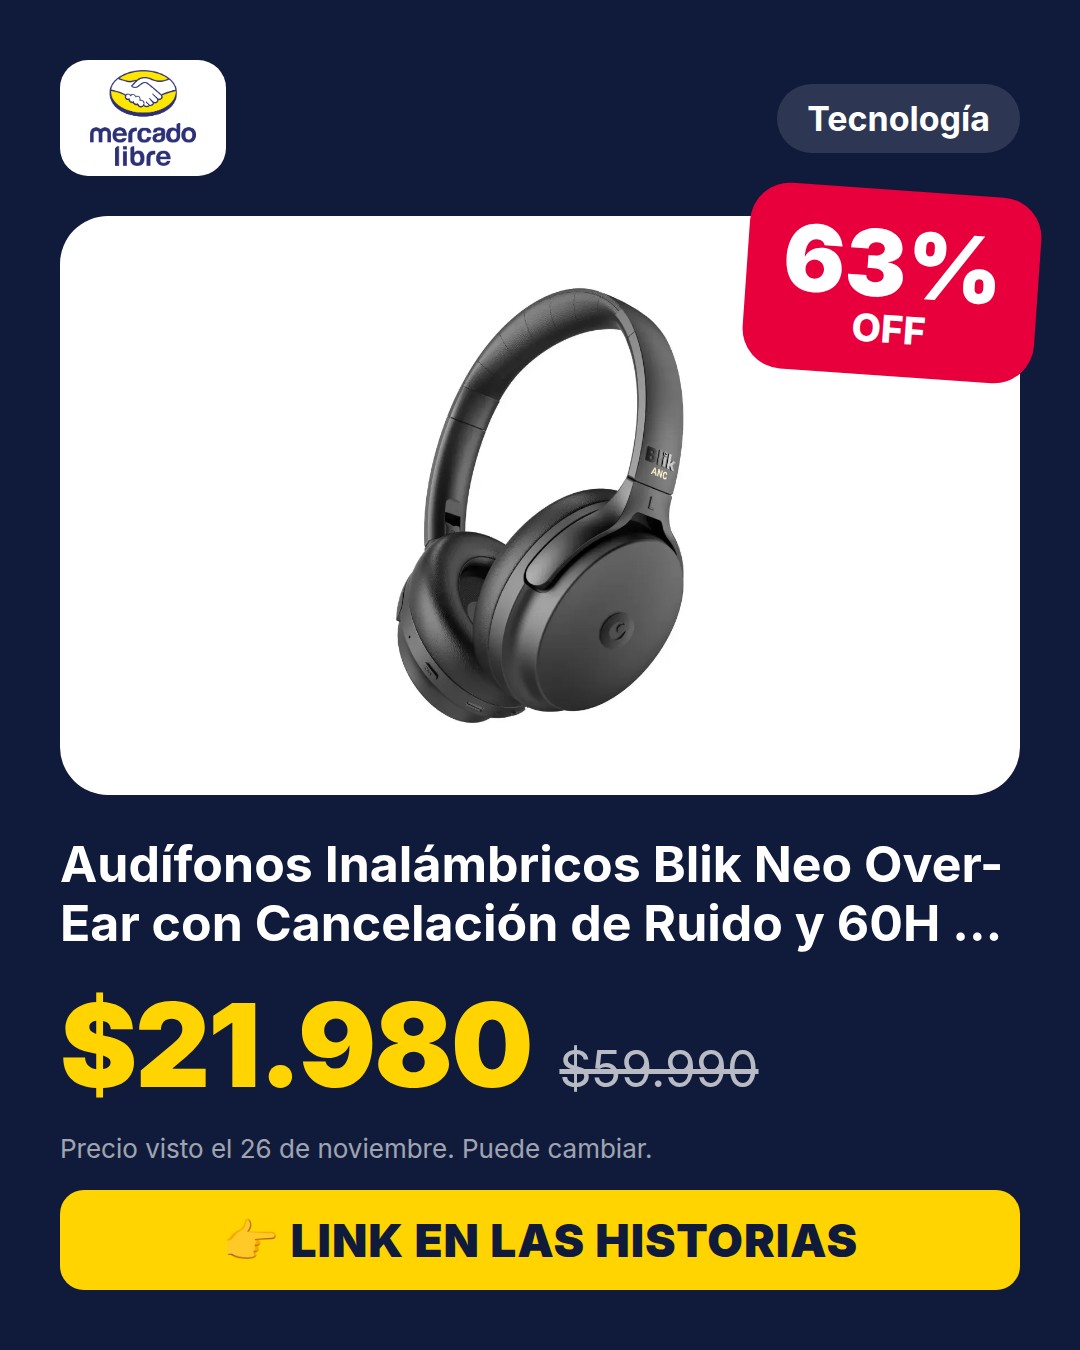 mercado
libre
Tecnología
63%
OFF
Blik
ANC
L
Audífonos Inalámbricos Blik Neo Over-
Ear con Cancelación de Ruido y 60H ...
$21.980 $59.990
Precio visto el 26 de noviembre. Puede cambiar.
👉 LINK EN LAS HISTORIAS